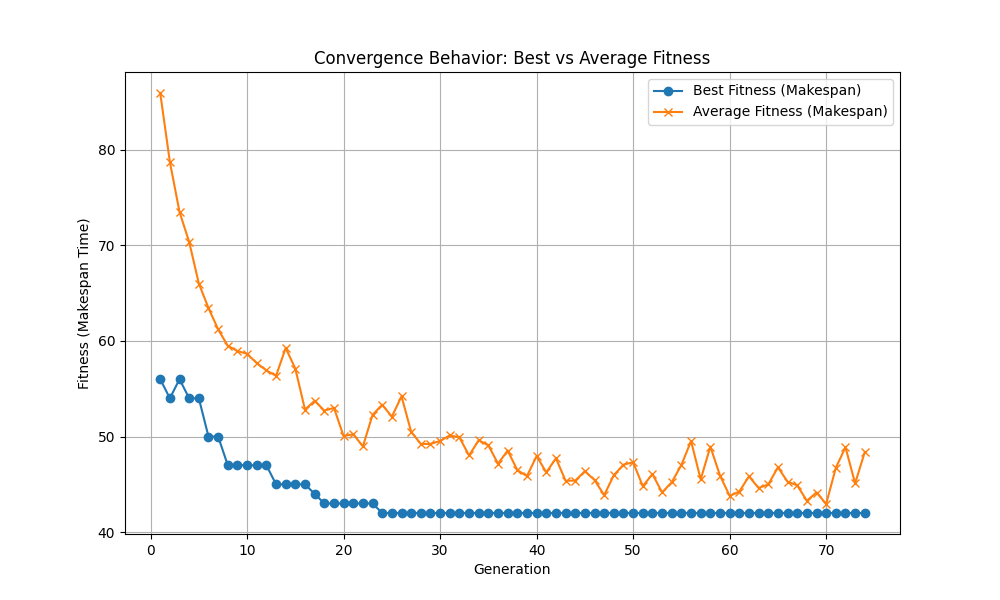 Convergence Behavior: Best vs Average Fitness
Best Fitness (Makespan)
Average Fitness (Makespan)
Fitness (Makespan Time)
80
70
60
50
40
0 10 20 30 40 50 60 70
Generation